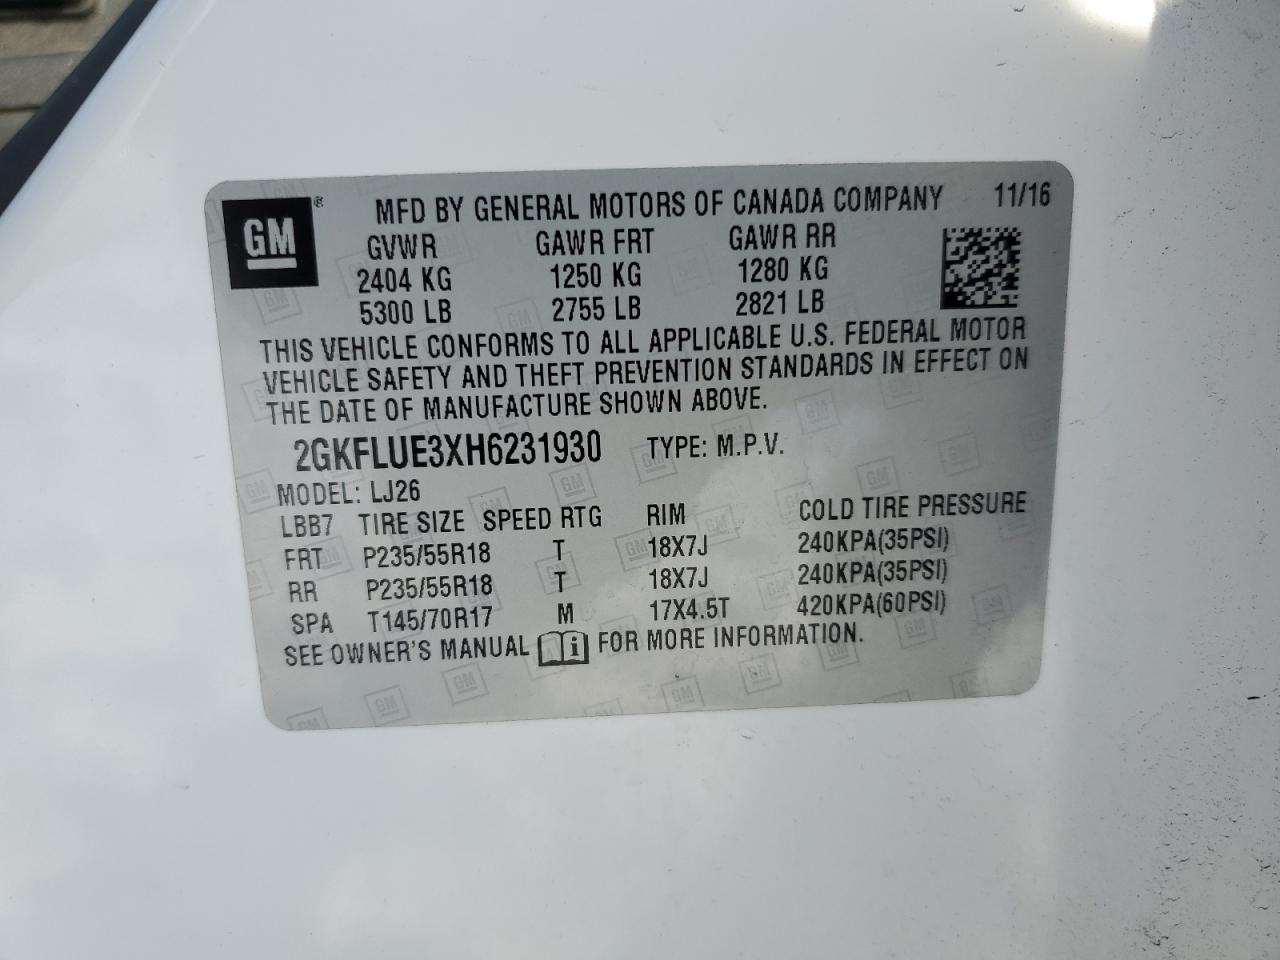 GM ® MFD BY GENERAL MOTORS OF CANADA COMPANY 11/16
GVWR GAWR FRT GAWR RR
2404 KG 1250 KG 1280 KG
5300 LB 2755 LB 2821 LB
THIS VEHICLE CONFORMS TO ALL APPLICABLE U.S. FEDERAL MOTOR
VEHICLE SAFETY AND THEFT PREVENTION STANDARDS IN EFFECT ON
THE DATE OF MANUFACTURE SHOWN ABOVE.
2GKFLUE3XH6231930 TYPE: M.P.V.
MODEL: LJ26
LBB7 TIRE SIZE SPEED RTG RIM COLD TIRE PRESSURE
FRT P235/55R18 T 18X7J 240KPA(35PSI)
RR P235/55R18 T 18X7J 240KPA(35PSI)
SPA T145/70R17 M 17X4.5T 420KPA(60PSI)
SEE OWNER'S MANUAL i FOR MORE INFORMATION.